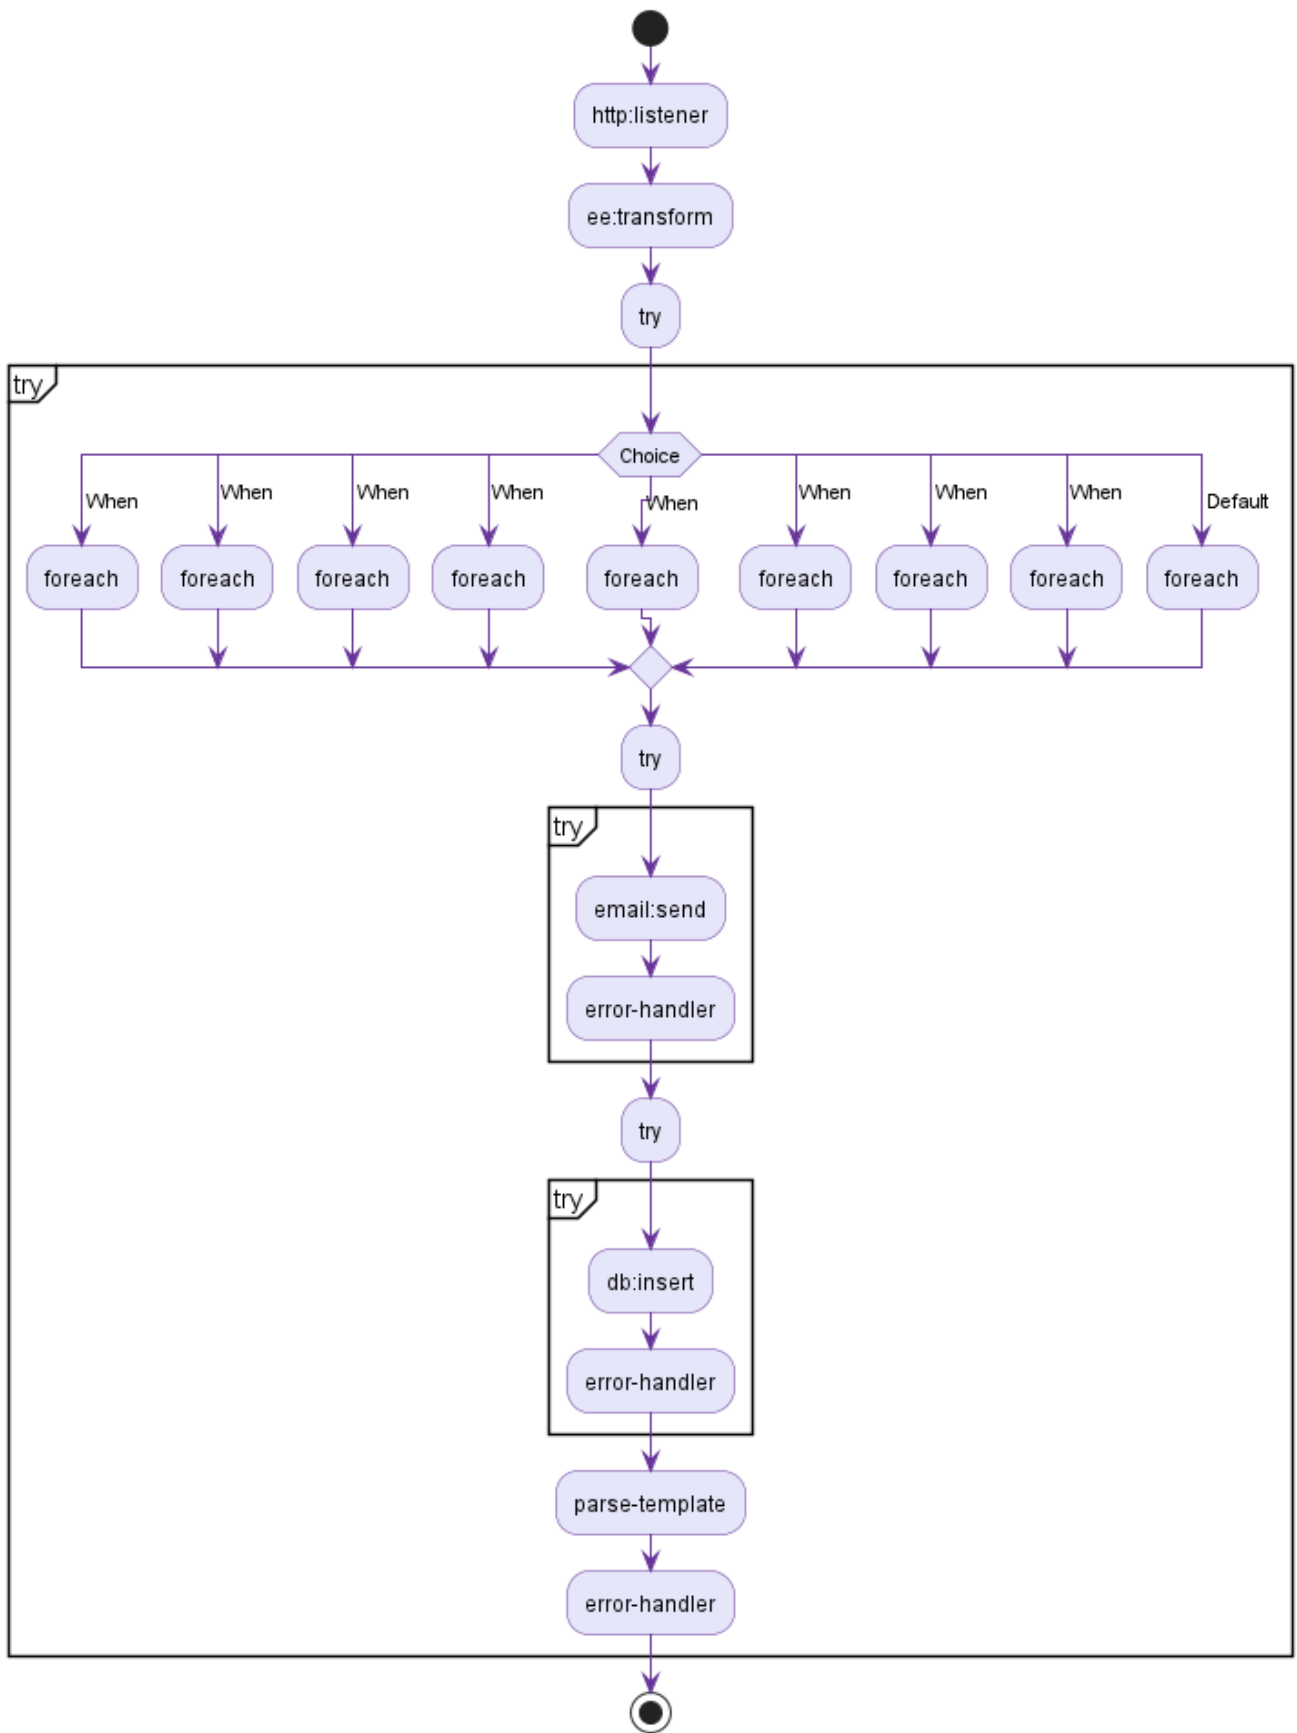 http:listener
ee:transform
try
try
Choice
When
When
When
When
When
When
When
When
Default
foreach
foreach
foreach
foreach
foreach
foreach
foreach
foreach
foreach
try
try
email:send
error-handler
try
try
db:insert
error-handler
parse-template
error-handler